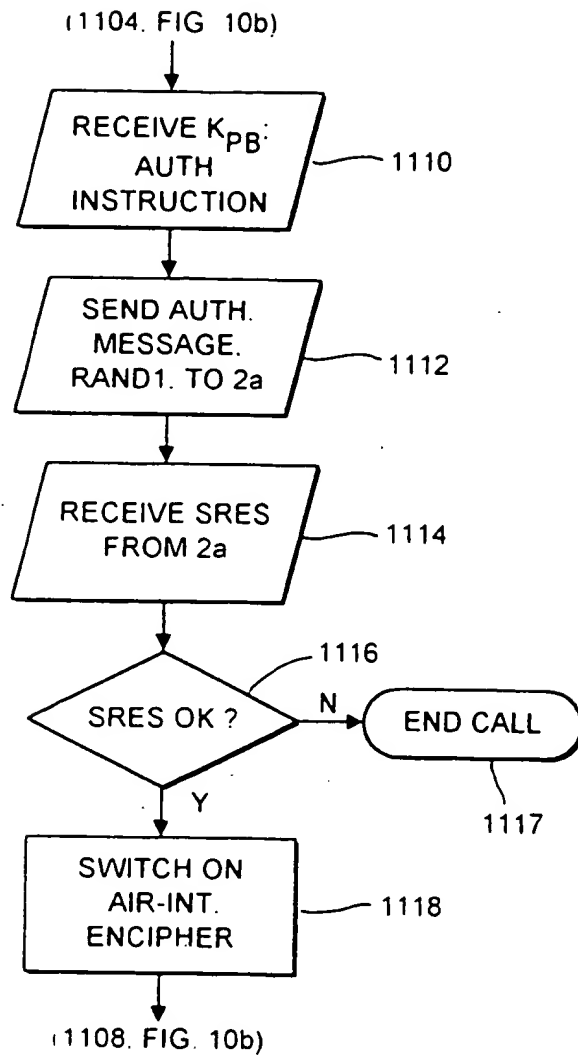 (1104. FIG 10b)
RECEIVE KPB:
AUTH
INSTRUCTION
1110
SEND AUTH.
MESSAGE.
RAND1. TO 2a
1112
RECEIVE SRES
FROM 2a
1114
1116
SRES OK ?
N
END CALL
1117
Y
SWITCH ON
AIR-INT.
ENCIPHER
1118
(1108. FIG. 10b)